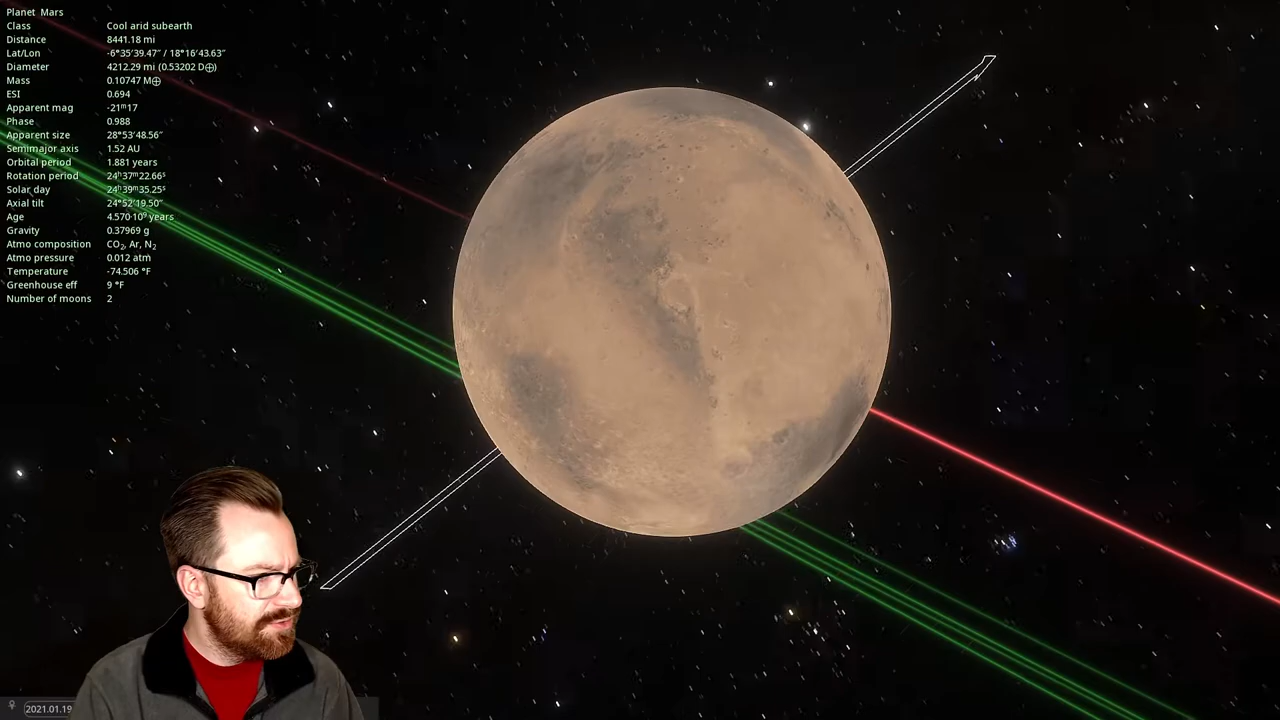 Planet Mars
Class Cool arid subearth
Distance 8441.18 mi
Lat/Lon -6°35′39.47″ / 18°16′43.63″
Diameter 4212.29 mi (0.53202 D⊕)
Mass 0.10747 M⊕
ESI 0.694
Apparent mag -21ᵐ17
Phase 0.988
Apparent size 28°53′48.56″
Semimajor axis 1.52 AU
Orbital period 1.881 years
Rotation period 24ʰ37ᵐ22.66ˢ
Solar day 24ʰ39ᵐ35.25ˢ
Axial tilt 24°52′19.50″
Age 4.570·10⁹ years
Gravity 0.37969 g
Atmo composition CO₂, Ar, N₂
Atmo pressure 0.012 atm
Temperature -74.506 °F
Greenhouse eff 9 °F
Number of moons 2
2021.01.19